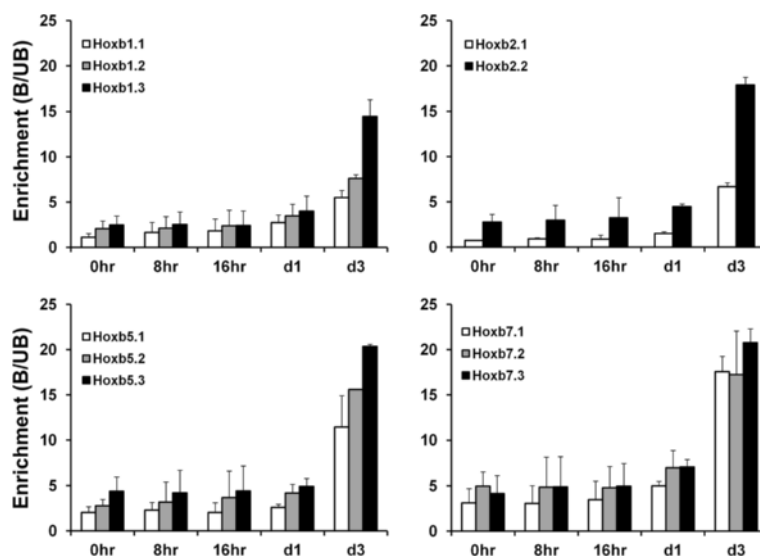 Enrichment (B/UB)
25
20
15
10
5
0
Hoxb1.1
Hoxb1.2
Hoxb1.3
0hr 8hr 16hr d1 d3
25
20
15
10
5
0
Hoxb2.1
Hoxb2.2
0hr 8hr 16hr d1 d3
Enrichment (B/UB)
25
20
15
10
5
0
Hoxb5.1
Hoxb5.2
Hoxb5.3
0hr 8hr 16hr d1 d3
25
20
15
10
5
0
Hoxb7.1
Hoxb7.2
Hoxb7.3
0hr 8hr 16hr d1 d3